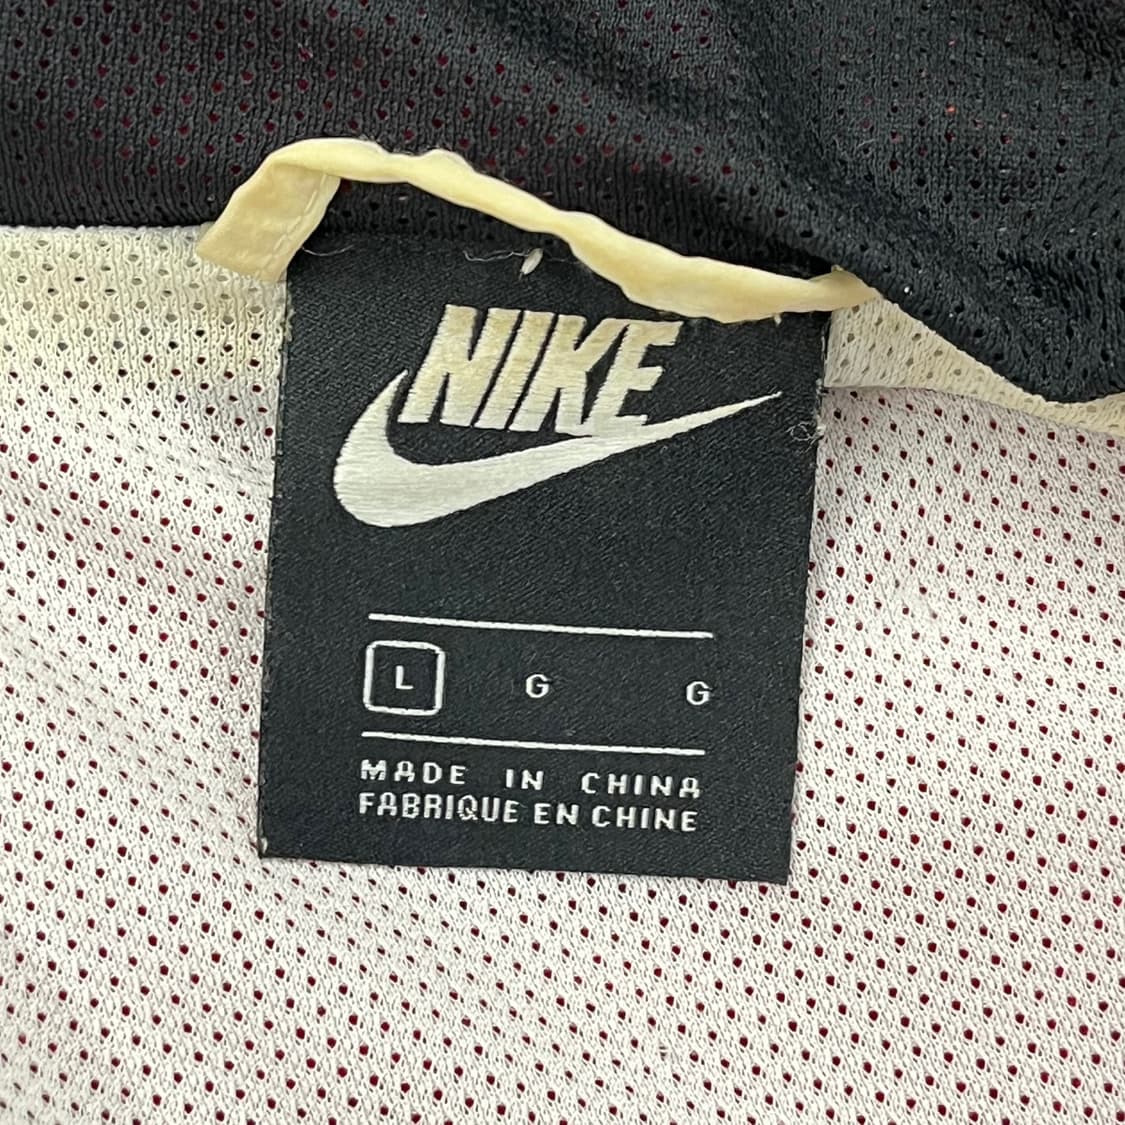 NIKE
L G G
MADE IN CHINA
FABRIQUE EN CHINE